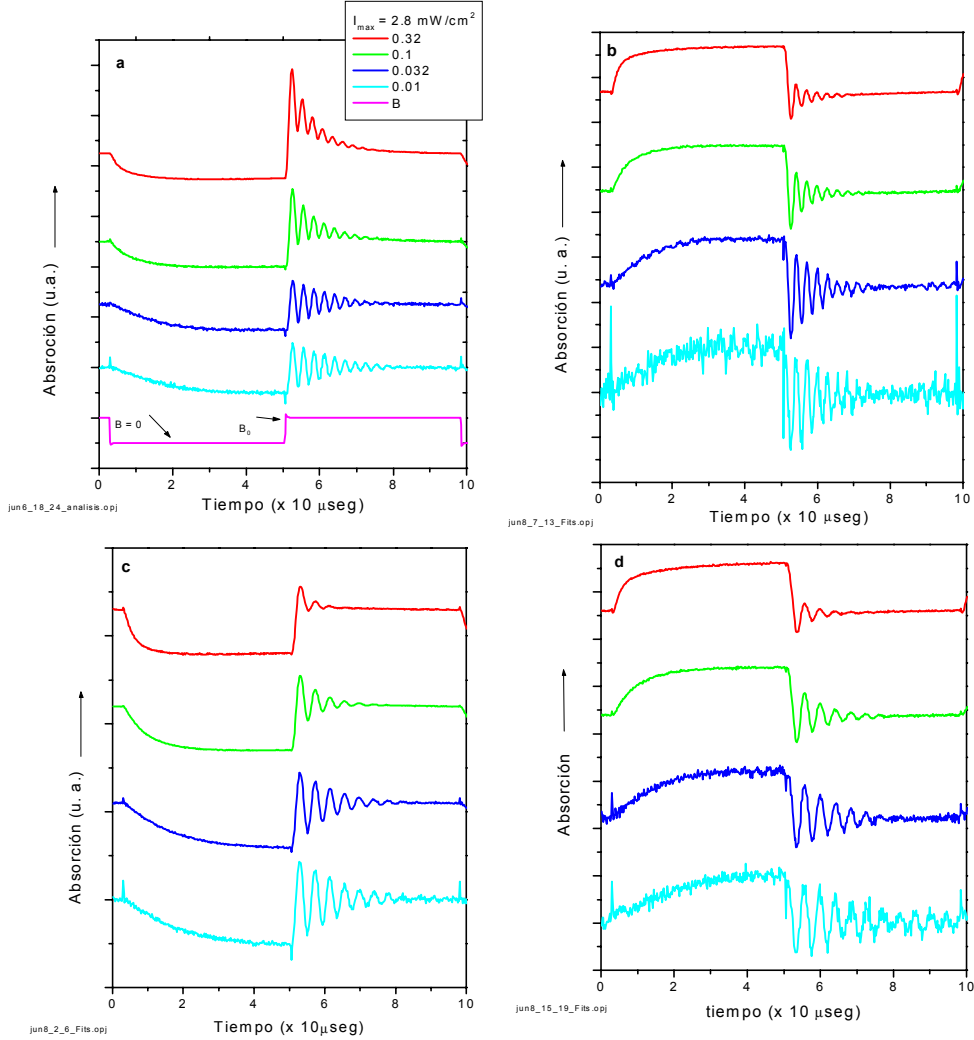 I max = 2.8 mW/cm²
0.32
0.1
0.032
0.01
B
a
Absroción (u.a.)
B = 0
B₀
0 2 4 6 8 10
Tiempo (x 10 µseg)
jun6_18_24_analisis.opj
b
Absorción (u. a.)
0 2 4 6 8 10
Tiempo (x 10 µseg)
jun8_7_13_Fits.opj
c
Absorción (u. a.)
0 2 4 6 8 10
Tiempo (x 10µseg)
jun8_2_6_Fits.opj
d
Absorción
0 2 4 6 8 10
tiempo (x 10 µseg)
jun8_15_19_Fits.opj